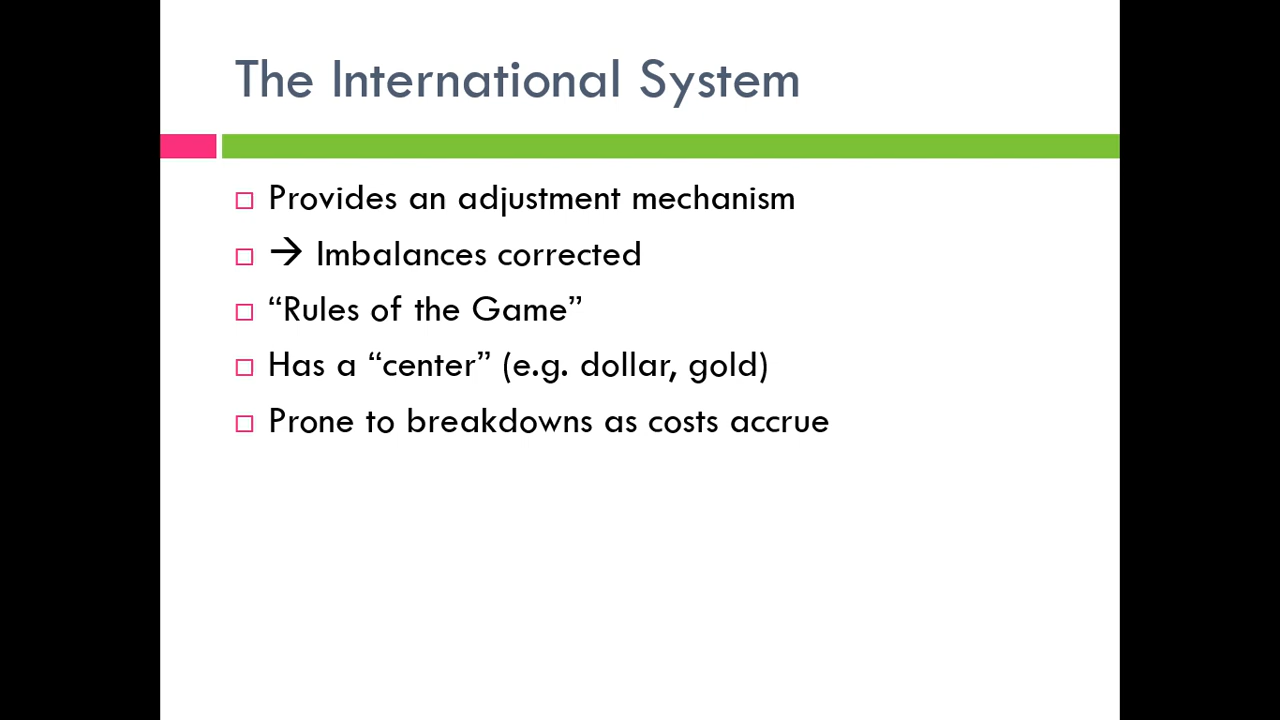 The International System
Provides an adjustment mechanism
→ Imbalances corrected
“Rules of the Game”
Has a “center” (e.g. dollar, gold)
Prone to breakdowns as costs accrue